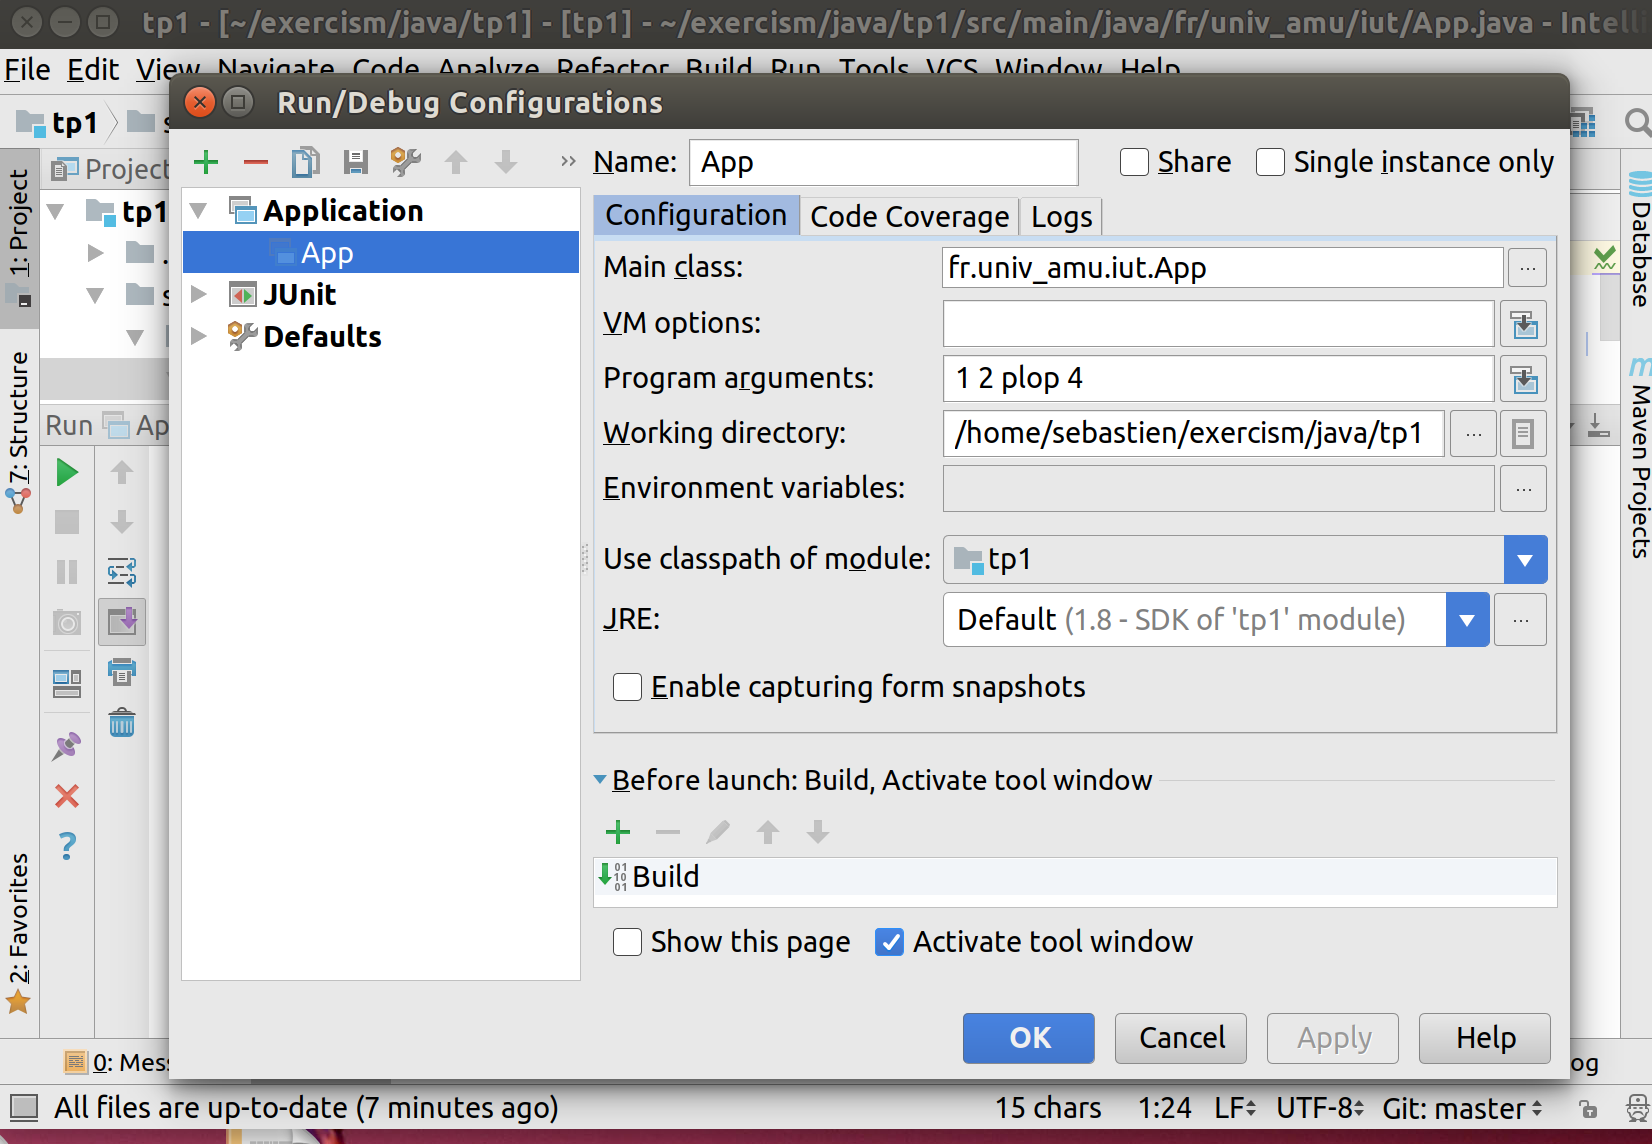 tp1 - [~/exercism/java/tp1] - [tp1] - ~/exercism/java/tp1/src/main/java/fr/univ_amu/iut/App.java - Intelli
File Edit View Navigate Code Analyze Refactor Build Run Tools VCS Window Help
tp1
Run/Debug Configurations
1: Project
7: Structure
2: Favorites
Project
tp1
Run
Ap
Application
App
JUnit
Defaults
Name: App
Share
Single instance only
Configuration Code Coverage Logs
Main class: fr.univ_amu.iut.App
VM options:
Program arguments: 1 2 plop 4
Working directory: /home/sebastien/exercism/java/tp1
Environment variables:
Use classpath of module: tp1
JRE: Default (1.8 - SDK of 'tp1' module)
Enable capturing form snapshots
Before launch: Build, Activate tool window
Build
Show this page
Activate tool window
OK Cancel Apply Help
Database
Maven Projects
0: Mess
og
All files are up-to-date (7 minutes ago)
15 chars 1:24 LF UTF-8 Git: master